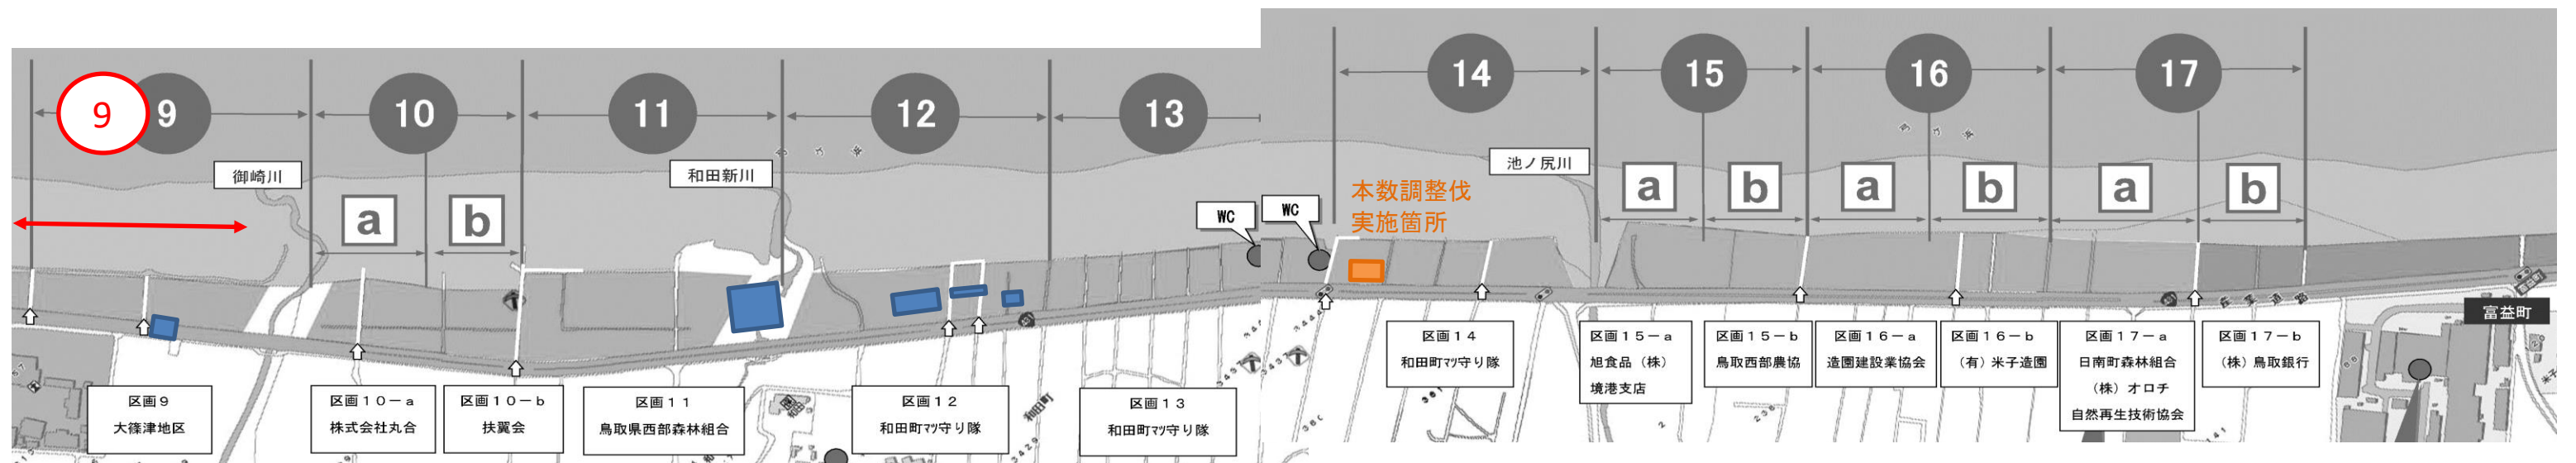 9
9
10
11
12
13
14
15
16
17
御崎川
和田新川
池ノ尻川
a
b
a
b
a
b
a
b
WC
WC
本数調整伐
実施箇所
富益町
和田町
区画９
大篠津地区
区画１０－ａ
株式会社丸合
区画１０－ｂ
扶翼会
区画１１
鳥取県西部森林組合
区画１２
和田町ﾏﾂ守り隊
区画１３
和田町ﾏﾂ守り隊
区画１４
和田町ﾏﾂ守り隊
区画１５－ａ
旭食品（株）
境港支店
区画１５－ｂ
鳥取西部農協
区画１６－ａ
造園建設業協会
区画１６－ｂ
（有）米子造園
区画１７－ａ
日南町森林組合
（株）オロチ
自然再生技術協会
区画１７－ｂ
（株）鳥取銀行